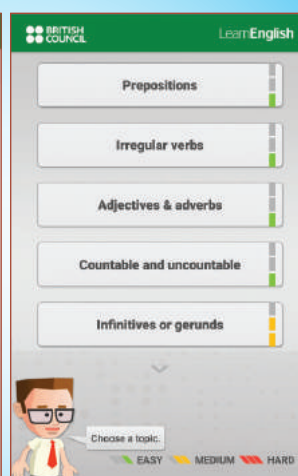 BRITISH
COUNCIL
LearnEnglish
Prepositions
Irregular verbs
Adjectives & adverbs
Countable and uncountable
Infinitives or gerunds
Choose a topic.
EASY MEDIUM HARD